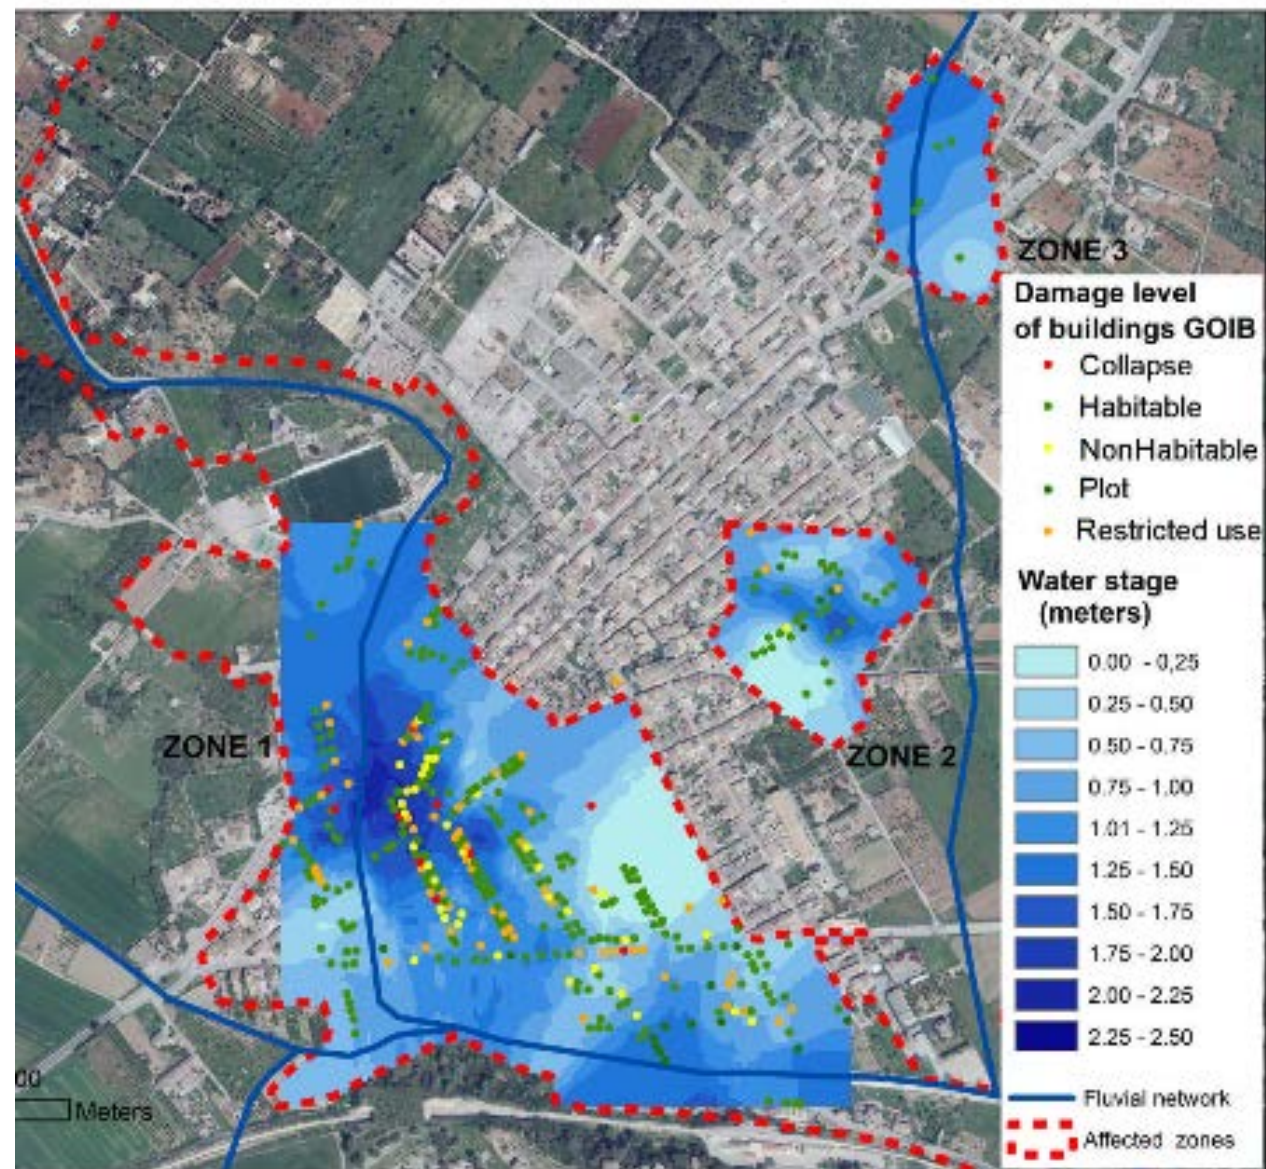 ZONE 3
Damage level
of buildings GOIB
Collapse
Habitable
NonHabitable
Plot
Restricted use
Water stage
(meters)
0.00 - 0,25
0.25 - 0.50
0.50 - 0.75
0.75 - 1.00
1.01 - 1.25
1.25 - 1.50
1.50 - 1.75
1.75 - 2.00
2.00 - 2.25
2.25 - 2.50
Fluvial network
Affected zones
ZONE 1
ZONE 2
00
Meters